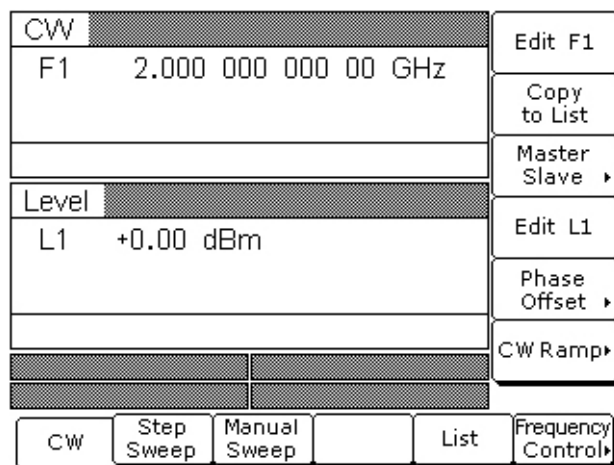 CW
F1 2.000 000 000 00 GHz
Level
L1 +0.00 dBm
Edit F1
Copy
to List
Master
Slave
Edit L1
Phase
Offset
CW Ramp
CW
Step
Sweep
Manual
Sweep
List
Frequency
Control